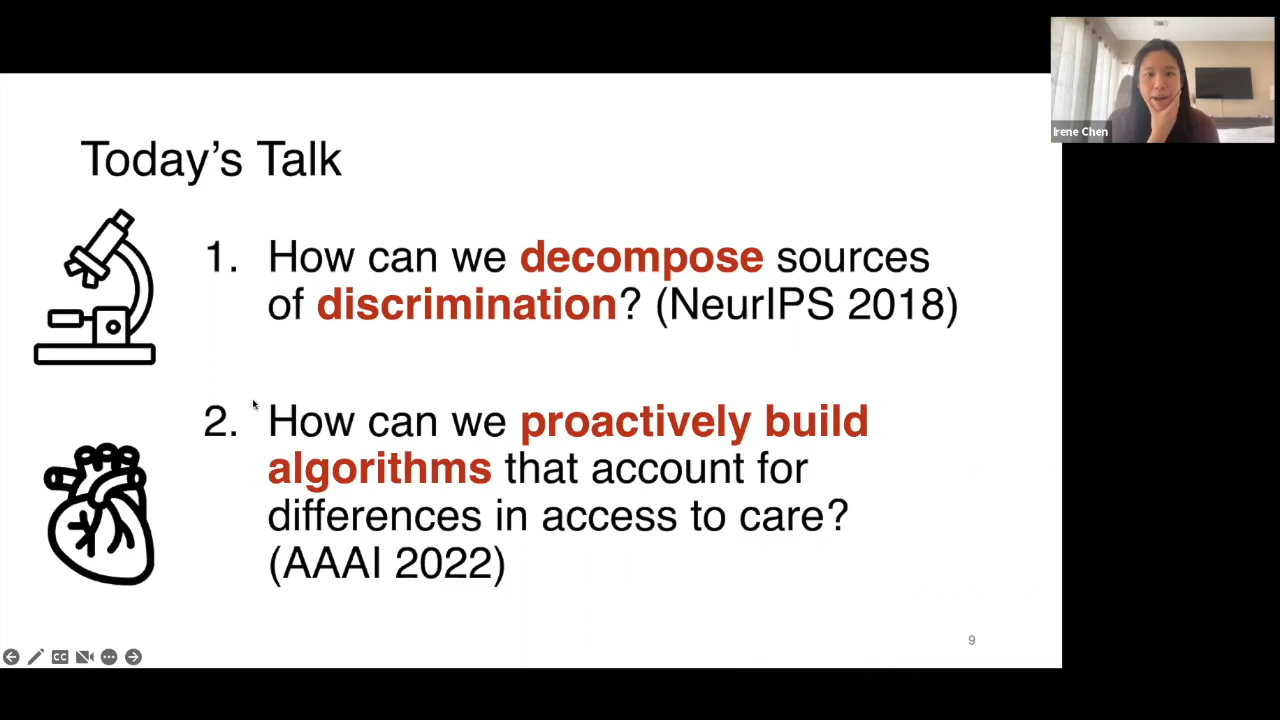 Irene Chen
Today's Talk
1. How can we decompose sources
of discrimination? (NeurIPS 2018)
2. How can we proactively build
algorithms that account for
differences in access to care?
(AAAI 2022)
9
CC